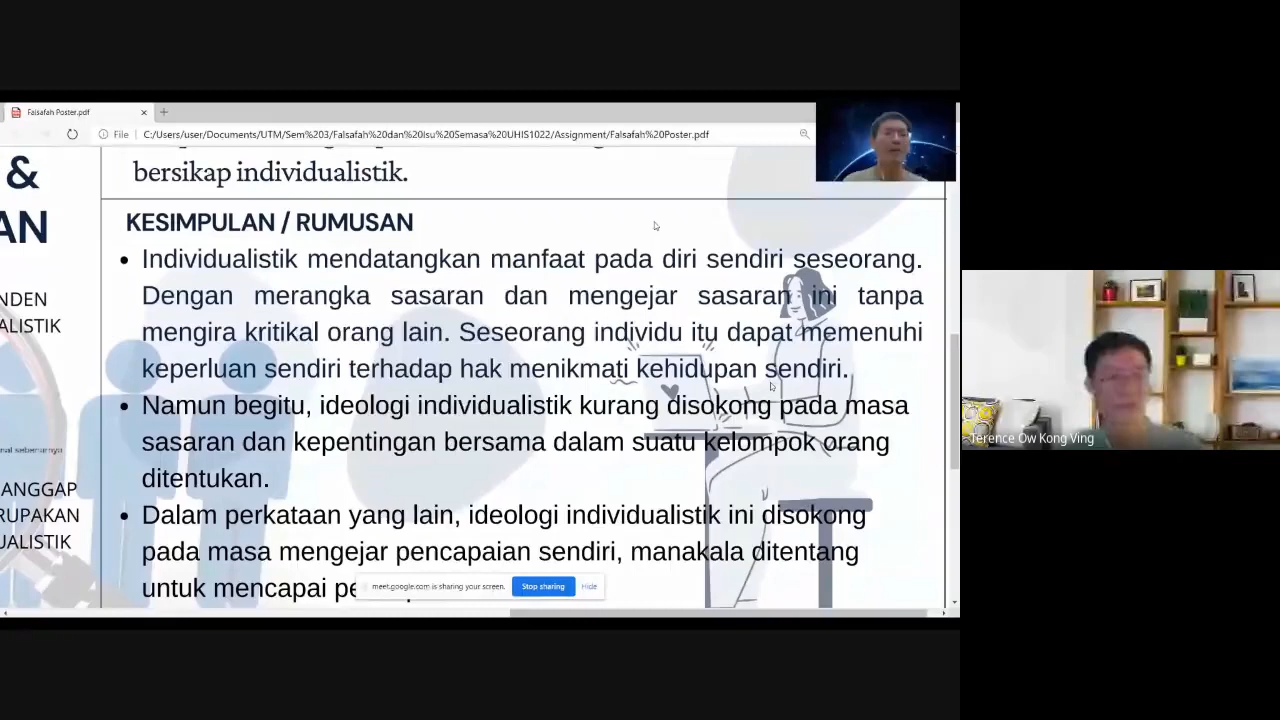 Falsafah Poster.pdf
File C:/Users/user/Documents/UTM/Sem%203/Falsafah%20dan%20Isu%20Semasa%20UHIS1022/Assignment/Falsafah%20Poster.pdf
bersikap individualistik.
&
AN
NDEN
ALISTIK
ANGGAP
RUPAKAN
UALISTIK
KESIMPULAN / RUMUSAN
• Individualistik mendatangkan manfaat pada diri sendiri seseorang.
Dengan merangka sasaran dan mengejar sasaran ini tanpa
mengira kritikal orang lain. Seseorang individu itu dapat memenuhi
keperluan sendiri terhadap hak menikmati kehidupan sendiri.
• Namun begitu, ideologi individualistik kurang disokong pada masa
sasaran dan kepentingan bersama dalam suatu kelompok orang
ditentukan.
• Dalam perkataan yang lain, ideologi individualistik ini disokong
pada masa mengejar pencapaian sendiri, manakala ditentang
untuk mencapai pe
meet.google.com is sharing your screen. Stop sharing Hide
Terence Ow Kong Ving